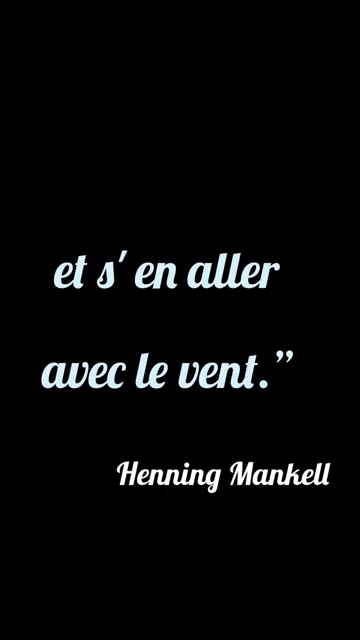 et s' en aller
avec le vent.”
Henning Mankell